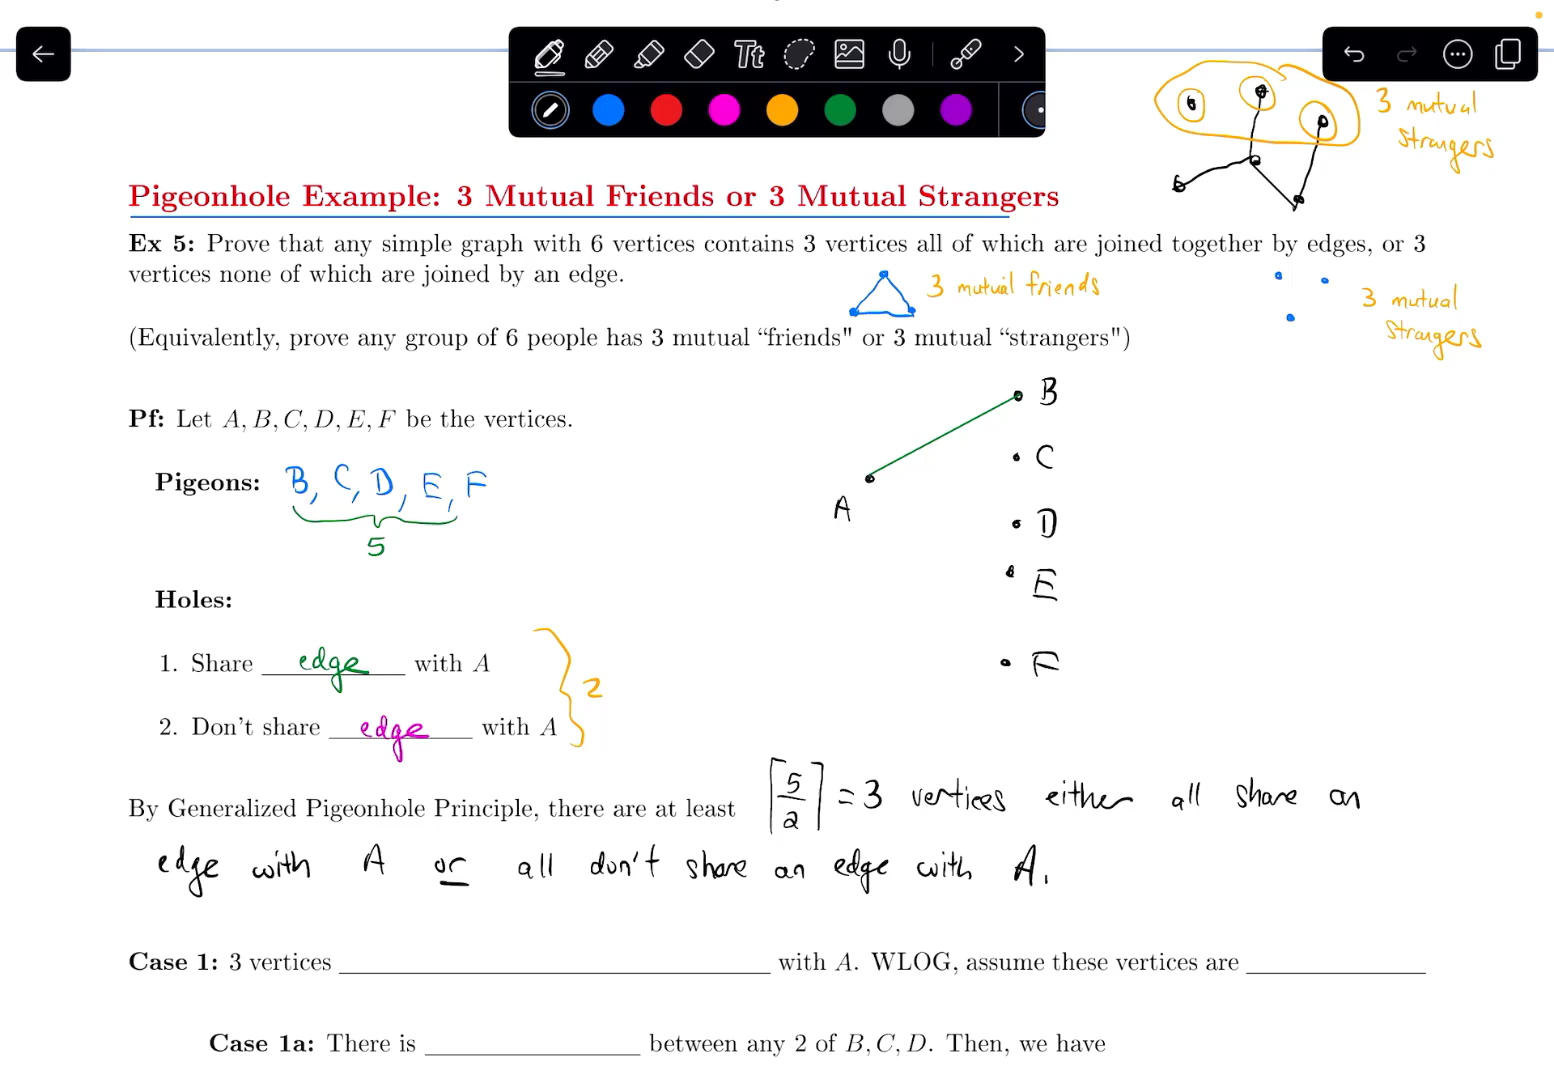 Tt
3 mutual
strangers
Pigeonhole Example: 3 Mutual Friends or 3 Mutual Strangers
Ex 5: Prove that any simple graph with 6 vertices contains 3 vertices all of which are joined together by edges, or 3
vertices none of which are joined by an edge.
3 mutual friends
3 mutual
strangers
(Equivalently, prove any group of 6 people has 3 mutual “friends" or 3 mutual “strangers")
B
Pf: Let A, B, C, D, E, F be the vertices.
C
Pigeons: B, C, D, E, F
A
D
5
E
Holes:
1. Share edge with A
F
2
2. Don’t share edge with A
By Generalized Pigeonhole Principle, there are at least ⌈5/2⌉ = 3 vertices either all share an
edge with A or all don't share an edge with A.
Case 1: 3 vertices ______ with A. WLOG, assume these vertices are ______
Case 1a: There is ______ between any 2 of B, C, D. Then, we have